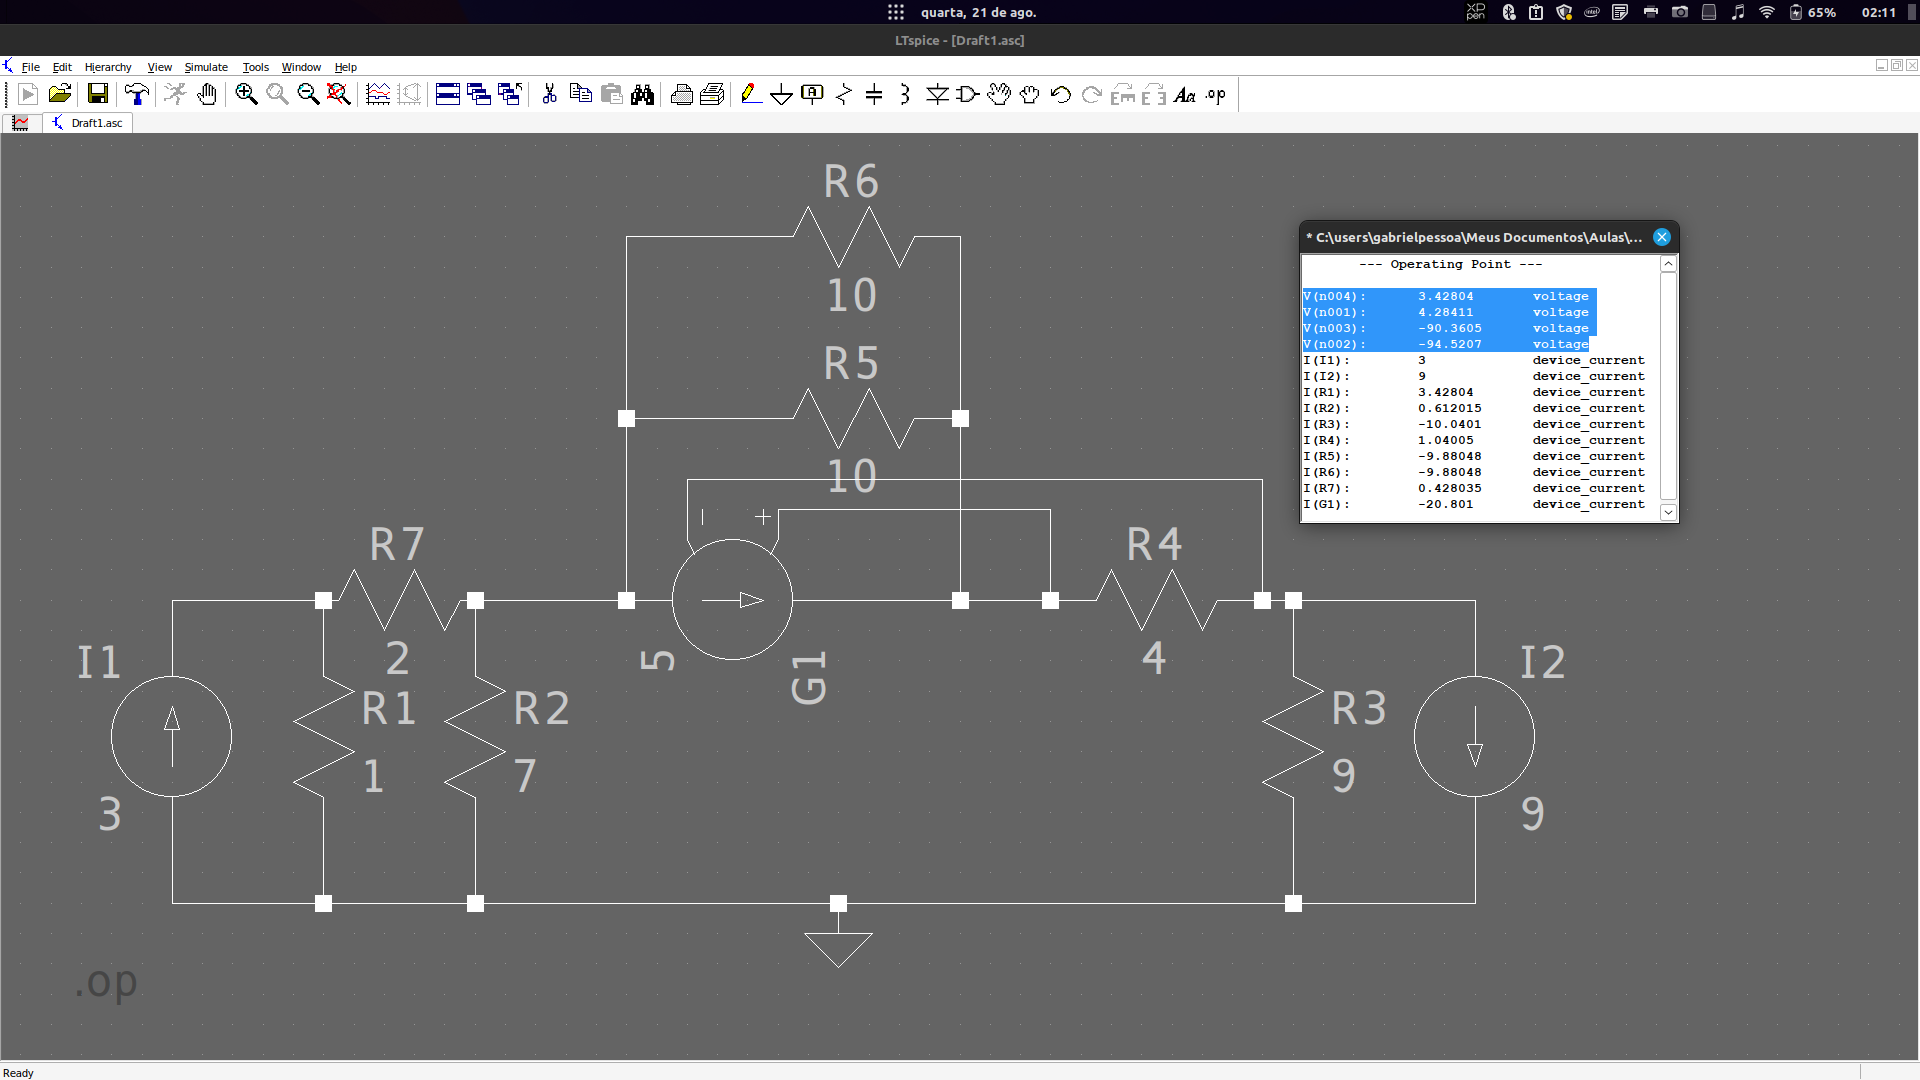 quarta, 21 de ago.
65%
02:11
LTspice - [Draft1.asc]
File Edit Hierarchy View Simulate Tools Window Help
Draft1.asc
R6
10
R5
10
R7
2
R4
4
I1
3
R1
1
R2
7
5
G1
R3
9
I2
9
.op
* C:\users\gabrielpessoa\Meus Documentos\Aulas\...
--- Operating Point ---
V(n004): 3.42804 voltage
V(n001): 4.28411 voltage
V(n003): -90.3605 voltage
V(n002): -94.5207 voltage
I(I1): 3 device_current
I(I2): 9 device_current
I(R1): 3.42804 device_current
I(R2): 0.612015 device_current
I(R3): -10.0401 device_current
I(R4): 1.04005 device_current
I(R5): -9.88048 device_current
I(R6): -9.88048 device_current
I(R7): 0.428035 device_current
I(G1): -20.801 device_current
Ready